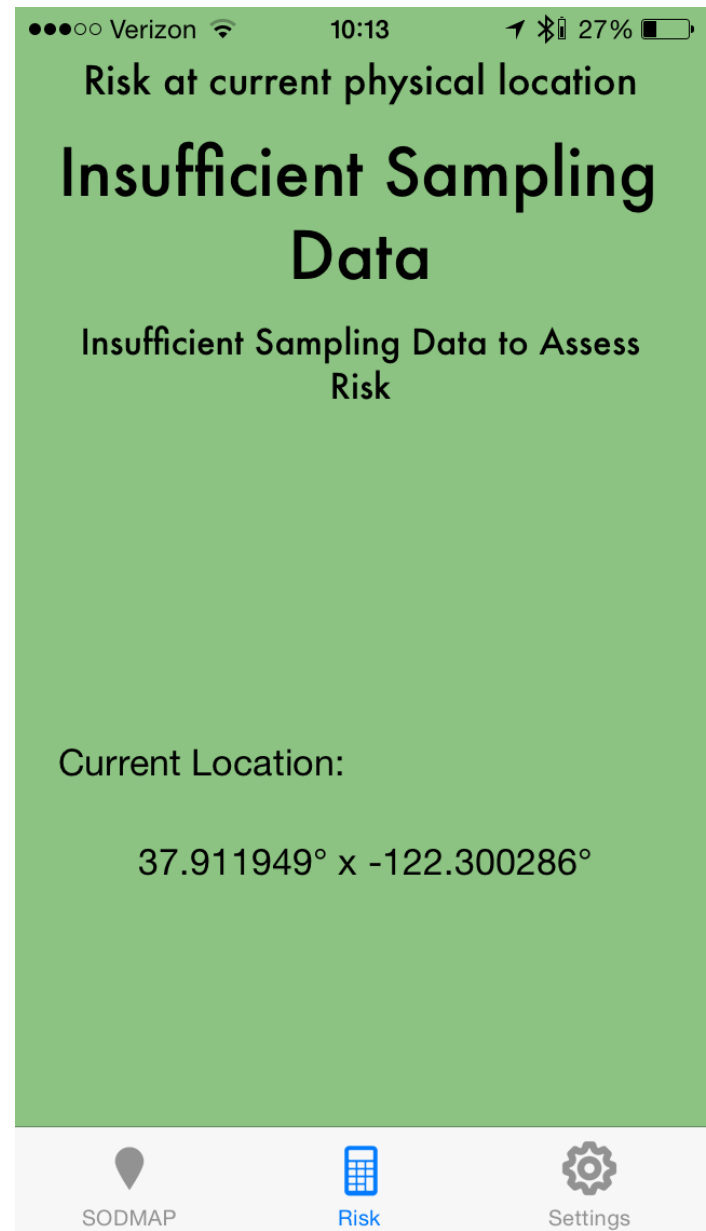 Verizon 10:13 27%
Risk at current physical location
Insufficient Sampling
Data
Insufficient Sampling Data to Assess
Risk
Current Location:
37.911949° x -122.300286°
SODMAP Risk Settings